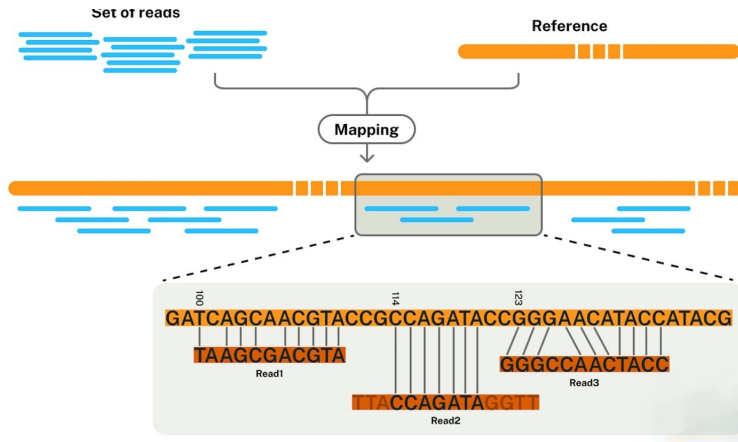 Set of reads
Reference
Mapping
100
114
123
GATCAGCAACGTACCGCCAGATACCGGGAACATACCATACG
TAAGCGACGTA
Read1
GGGCCAACTACC
Read3
TTACCAGATAGGTT
Read2